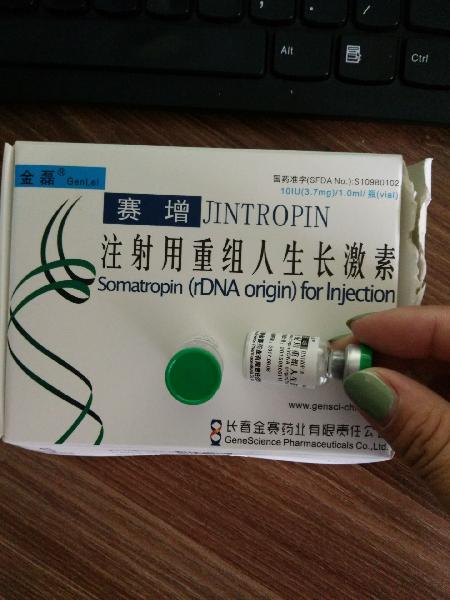 Alt
Ctrl
金磊® GenLei
国药准字(SFDA No.):S10980102
10IU(3.7mg)/1.0ml/瓶(vial)
赛增 JINTROPIN
注射用重组人生长激素
Somatropin (rDNA origin) for Injection
www.gensci-chi
长春金赛药业有限责任公
GeneScience Pharmaceuticals Co.,Ltd.